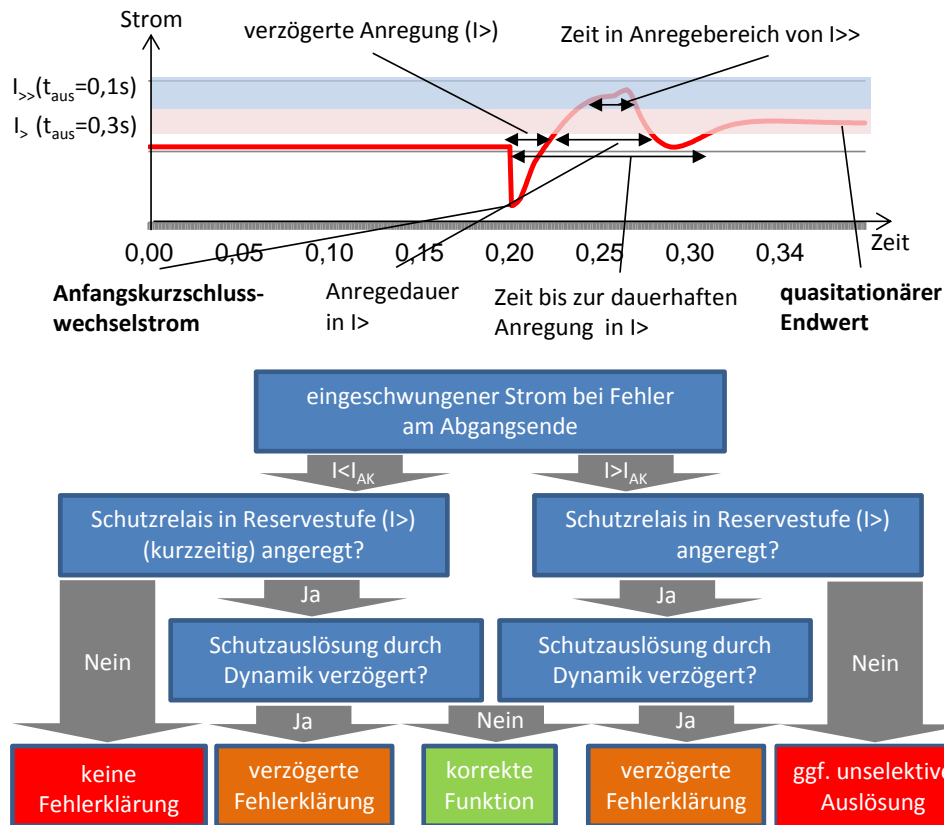 Strom
verzögerte Anregung (I>)
Zeit in Anregebereich von I>>
I>>(taus=0,1s)
I> (taus=0,3s)
Zeit
0,00 0,05 0,10 0,15 0,20 0,25 0,30 0,34
Anfangskurzschluss-
wechselstrom
Anregedauer
in I>
Zeit bis zur dauerhaften
Anregung in I>
quasitationärer
Endwert
eingeschwungener Strom bei Fehler
am Abgangsende
I<IAK
I>IAK
Schutzrelais in Reservestufe (I>)
(kurzzeitig) angeregt?
Schutzrelais in Reservestufe (I>)
angeregt?
Ja
Ja
Nein
Schutzauslösung durch
Dynamik verzögert?
Schutzauslösung durch
Dynamik verzögert?
Nein
Ja
Nein
Ja
keine
Fehlerklärung
verzögerte
Fehlerklärung
korrekte
Funktion
verzögerte
Fehlerklärung
ggf. unselektive
Auslösung